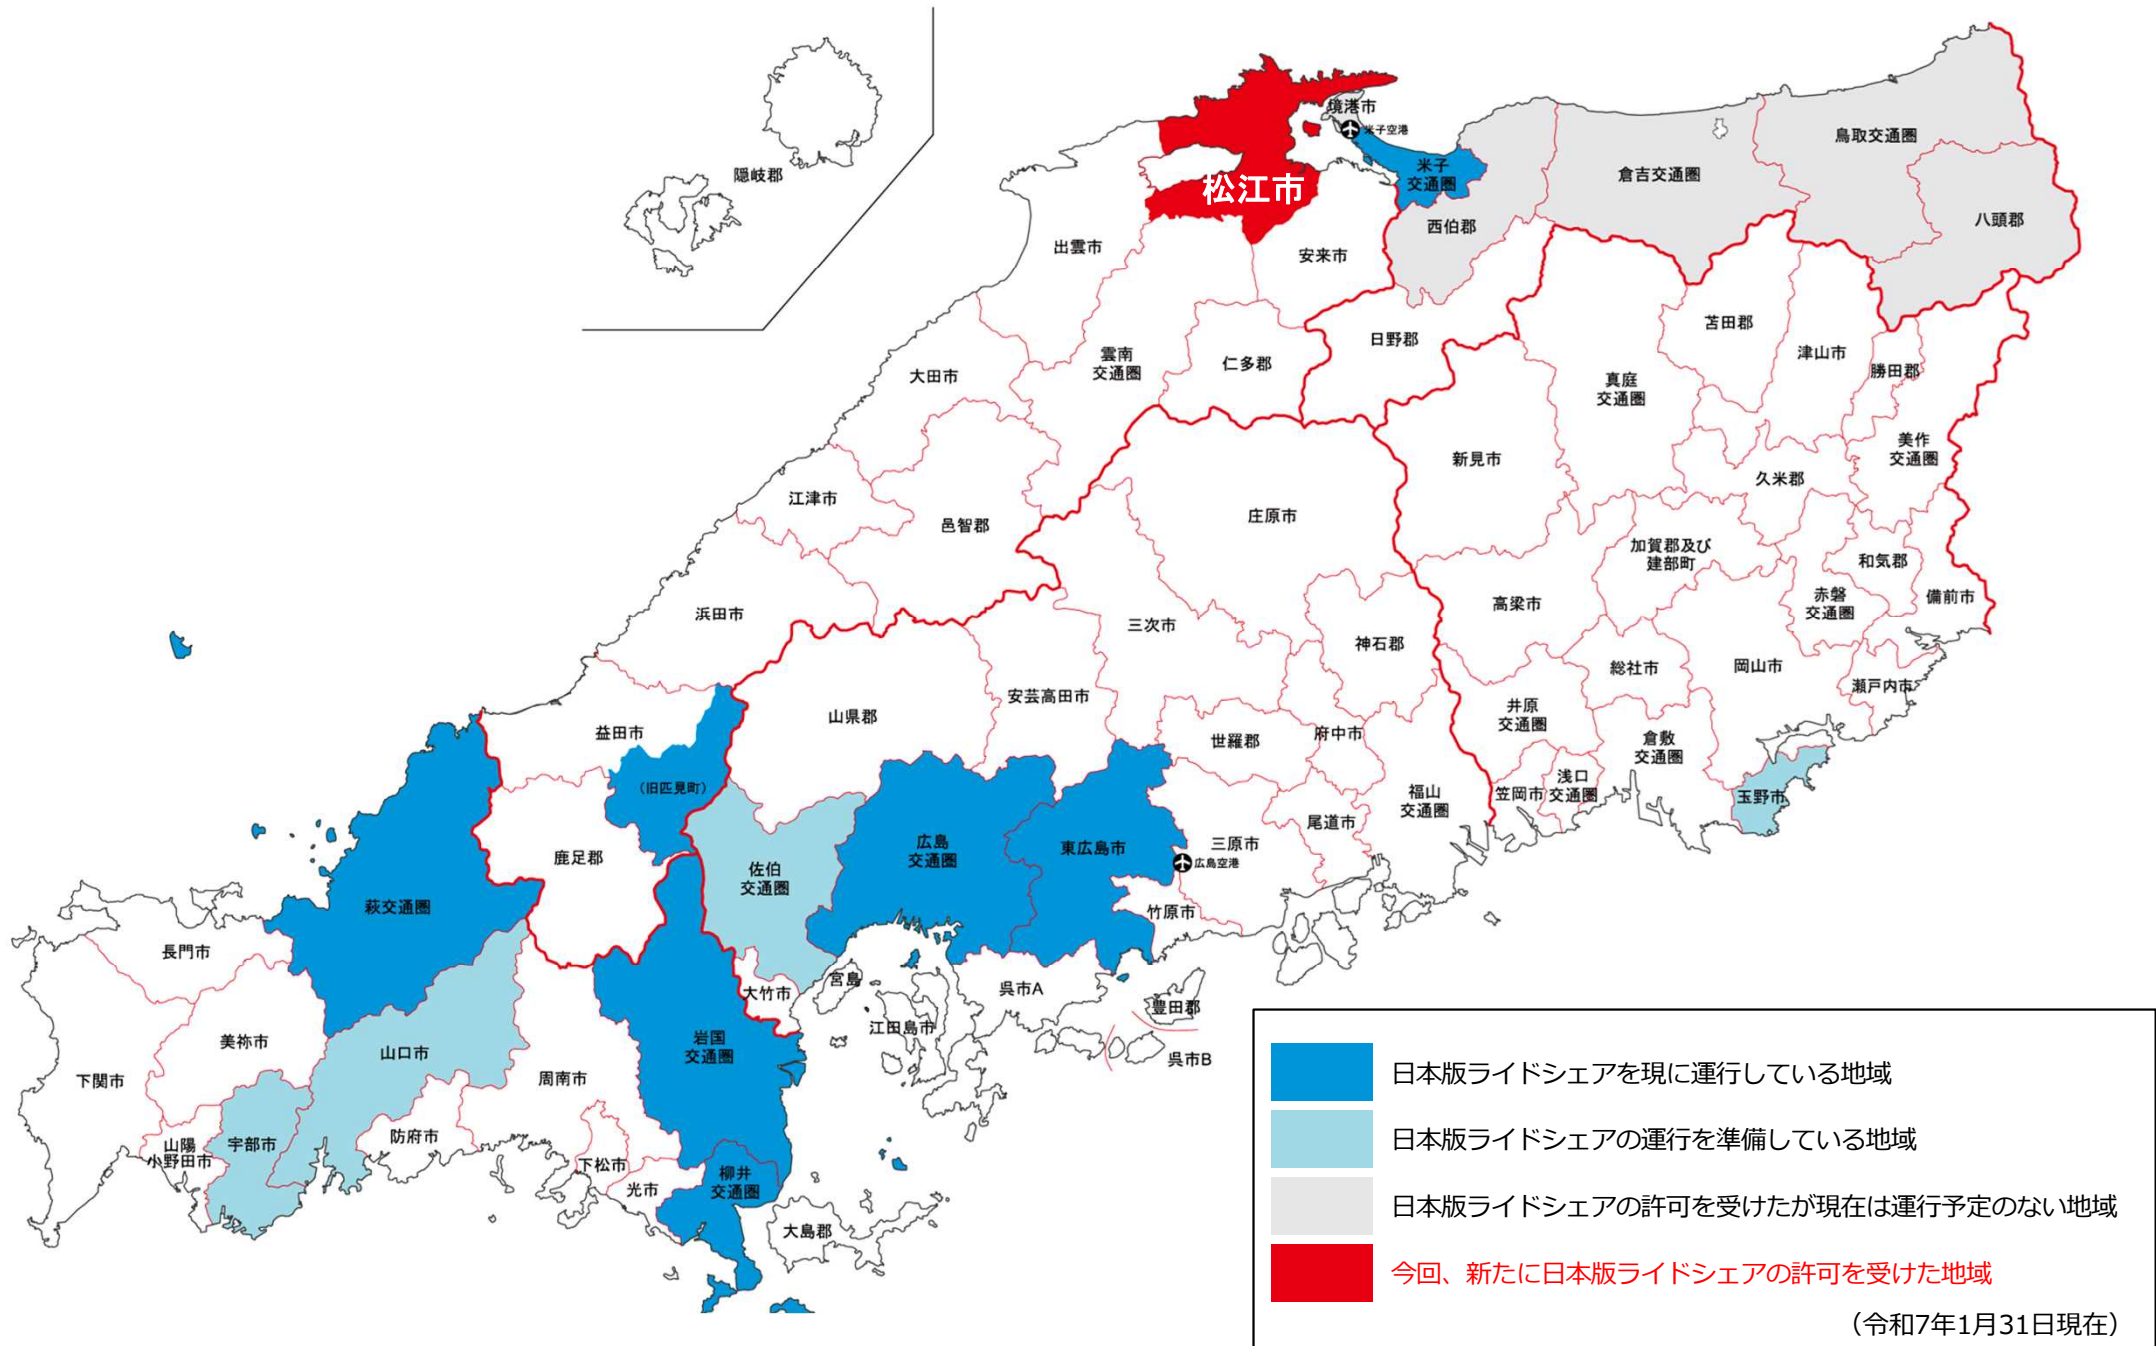 隠岐郡
松江市
境港市
米子空港
米子
交通圏
西伯郡
倉吉交通圏
鳥取交通圏
八頭郡
出雲市
安来市
日野郡
雲南
交通圏
仁多郡
大田市
苫田郡
津山市
勝田郡
真庭
交通圏
美作
交通圏
新見市
久米郡
江津市
邑智郡
庄原市
加賀郡及び
建部町
和気郡
赤磐
交通圏
備前市
高梁市
浜田市
三次市
神石郡
総社市
岡山市
瀬戸内市
安芸高田市
山県郡
益田市
(旧匹見町)
世羅郡
府中市
井原
交通圏
倉敷
交通圏
笠岡市
浅口
交通圏
玉野市
福山
交通圏
尾道市
三原市
広島空港
竹原市
東広島市
広島
交通圏
佐伯
交通圏
鹿足郡
萩交通圏
長門市
美祢市
下関市
山口市
宇部市
山陽
小野田市
防府市
周南市
下松市
光市
岩国
交通圏
柳井
交通圏
大竹市
宮島
江田島市
呉市A
豊田郡
呉市B
大島郡
日本版ライドシェアを現に運行している地域
日本版ライドシェアの運行を準備している地域
日本版ライドシェアの許可を受けたが現在は運行予定のない地域
今回、新たに日本版ライドシェアの許可を受けた地域
（令和7年1月31日現在）